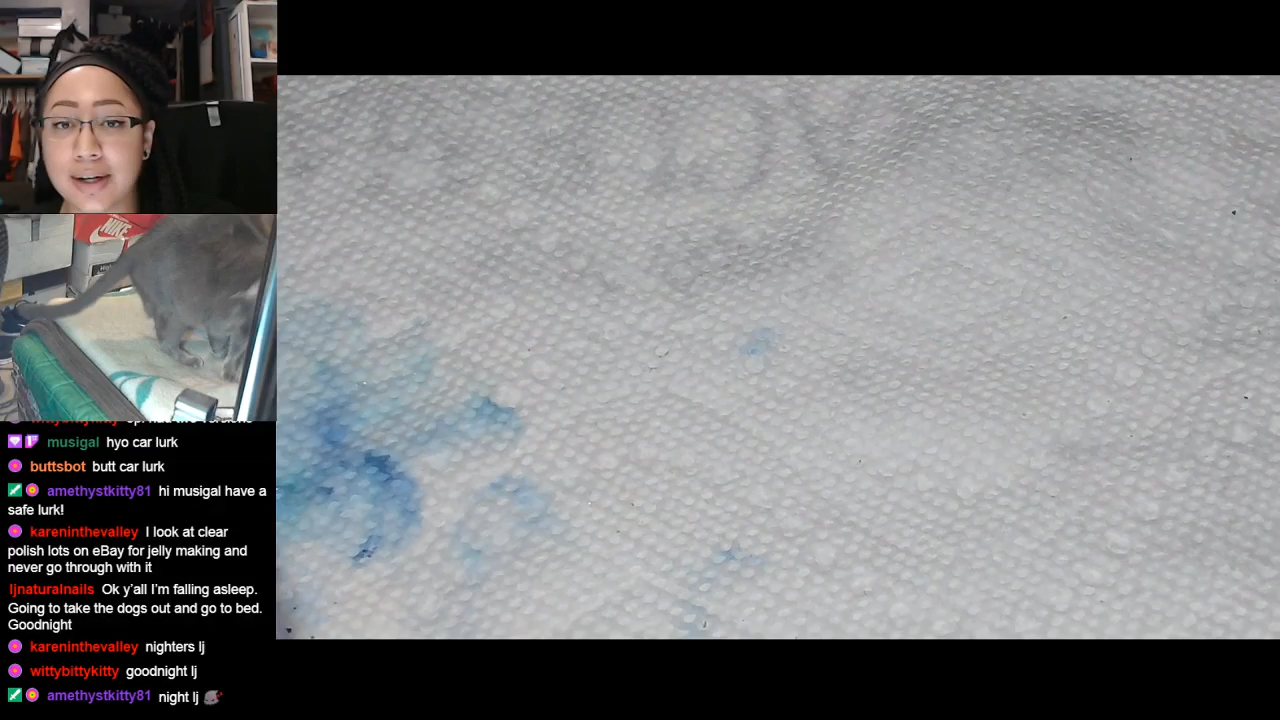 NIKE
musigal hyo car lurk
buttsbot butt car lurk
amethystkitty81 hi musigal have a
safe lurk!
kareninthevalley I look at clear
polish lots on eBay for jelly making and
never go through with it
ljnaturalnails Ok y'all I'm falling asleep.
Going to take the dogs out and go to bed.
Goodnight
kareninthevalley nighters lj
wittybittykitty goodnight lj
amethystkitty81 night lj